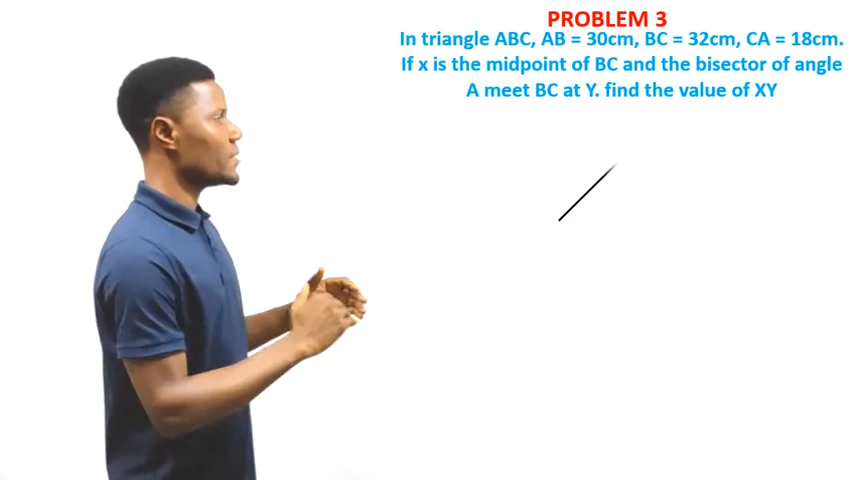 PROBLEM 3
In triangle ABC, AB = 30cm, BC = 32cm, CA = 18cm.
If x is the midpoint of BC and the bisector of angle
A meet BC at Y. find the value of XY